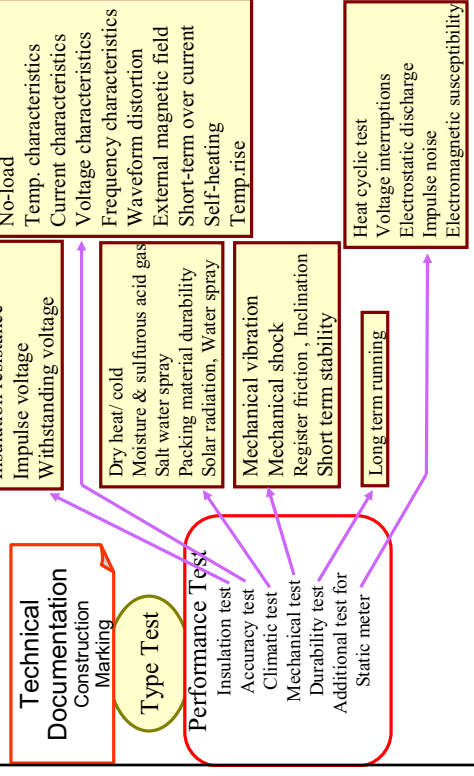 Technical
Documentation
Construction
Marking
Type Test
Performance Test
Insulation test
Accuracy test
Climatic test
Mechanical test
Durability test
Additional test for
Static meter
Impulse voltage
Withstanding voltage
No-load
Temp. characteristics
Current characteristics
Voltage characteristics
Frequency characteristics
Waveform distortion
External magnetic field
Short-term over current
Self-heating
Temp.rise
Dry heat/ cold
Moisture & sulfurous acid gas
Salt water spray
Packing material durability
Solar radiation, Water spray
Mechanical vibration
Mechanical shock
Register friction , Inclination
Short term stability
Long term running
Heat cyclic test
Voltage interruptions
Electrostatic discharge
Impulse noise
Electromagnetic susceptibility